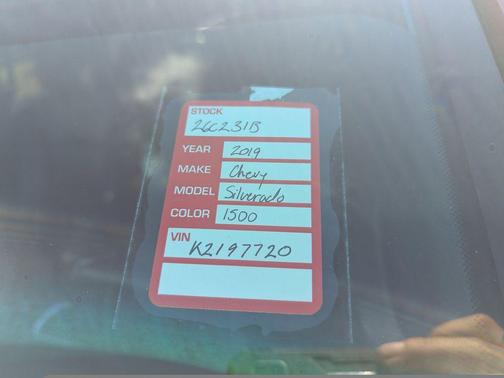 STOCK
26C231B
YEAR 2019
MAKE Chevy
MODEL Silverado
COLOR 1500
VIN K2197720